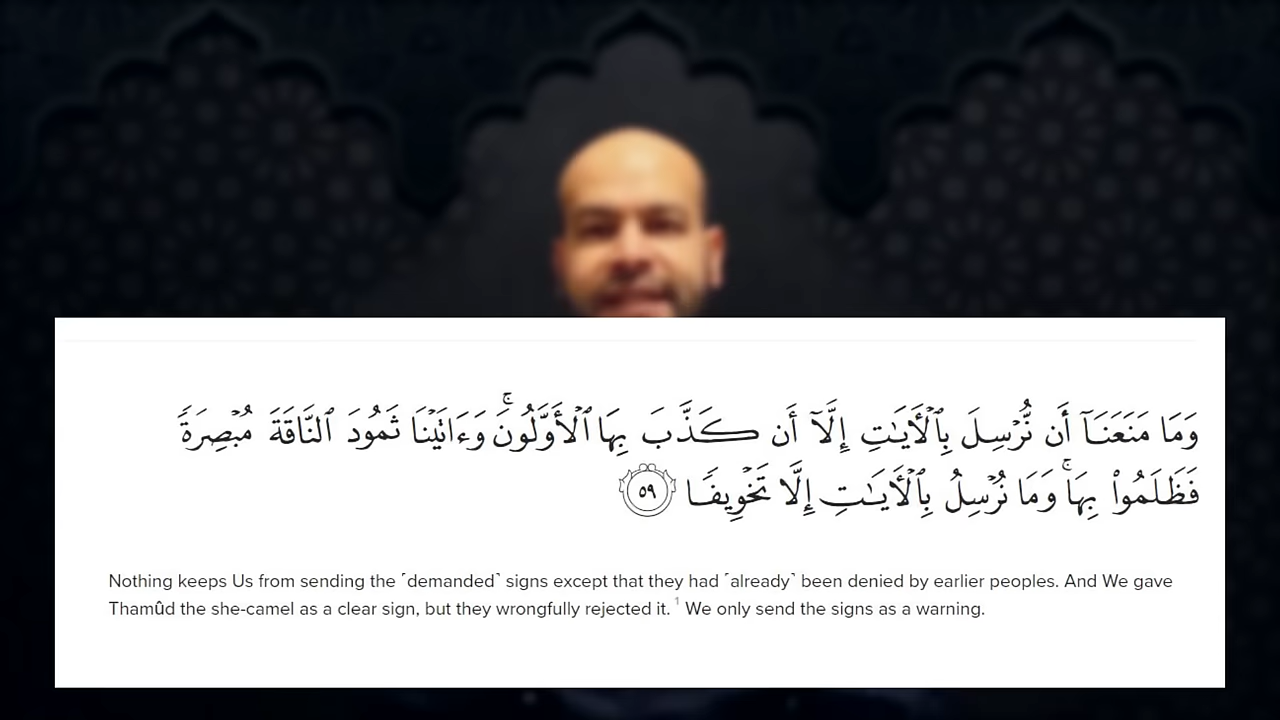 وَمَا مَنَعَنَآ أَن نُّرْسِلَ بِٱلْـَٔايَـٰتِ إِلَّآ أَن كَذَّبَ بِهَا ٱلْأَوَّلُونَ ۚ وَءَاتَيْنَا ثَمُودَ ٱلنَّاقَةَ مُبْصِرَةً
فَظَلَمُوا۟ بِهَا ۚ وَمَا نُرْسِلُ بِٱلْـَٔايَـٰتِ إِلَّا تَخْوِيفًا ٥٩
Nothing keeps Us from sending the ˹demanded˺ signs except that they had ˹already˺ been denied by earlier peoples. And We gave
Thamûd the she-camel as a clear sign, but they wrongfully rejected it. ¹ We only send the signs as a warning.